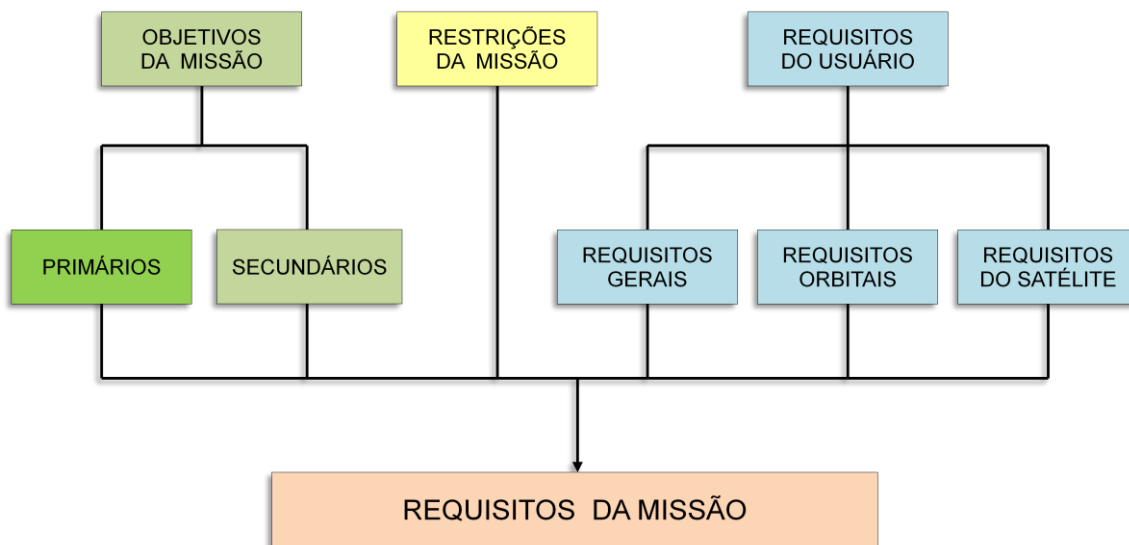 OBJETIVOS
DA MISSÃO
RESTRIÇÕES
DA MISSÃO
REQUISITOS
DO USUÁRIO
PRIMÁRIOS
SECUNDÁRIOS
REQUISITOS
GERAIS
REQUISITOS
ORBITAIS
REQUISITOS
DO SATÉLITE
REQUISITOS DA MISSÃO